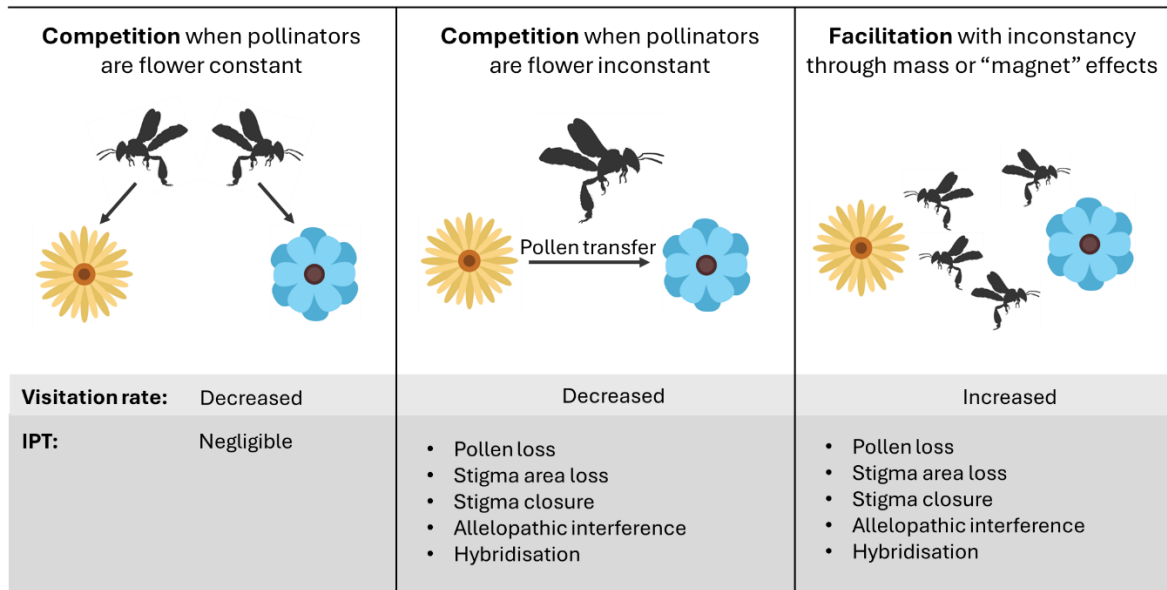 Competition when pollinators
are flower constant
Competition when pollinators
are flower inconstant
Facilitation with inconstancy
through mass or “magnet” effects
Pollen transfer
Visitation rate: Decreased
Decreased
Increased
IPT: Negligible
• Pollen loss
• Stigma area loss
• Stigma closure
• Allelopathic interference
• Hybridisation
• Pollen loss
• Stigma area loss
• Stigma closure
• Allelopathic interference
• Hybridisation